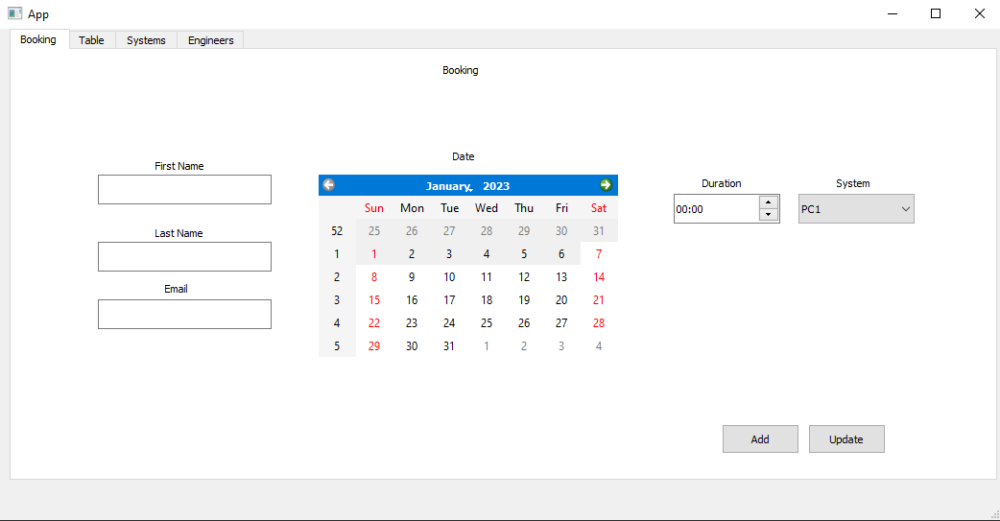 App
Booking Table Systems Engineers
Booking
First Name
Last Name
Email
Date
January, 2023
Sun Mon Tue Wed Thu Fri Sat
52 25 26 27 28 29 30 31
1 1 2 3 4 5 6 7
2 8 9 10 11 12 13 14
3 15 16 17 18 19 20 21
4 22 23 24 25 26 27 28
5 29 30 31 1 2 3 4
Duration
00:00
System
PC1
Add Update